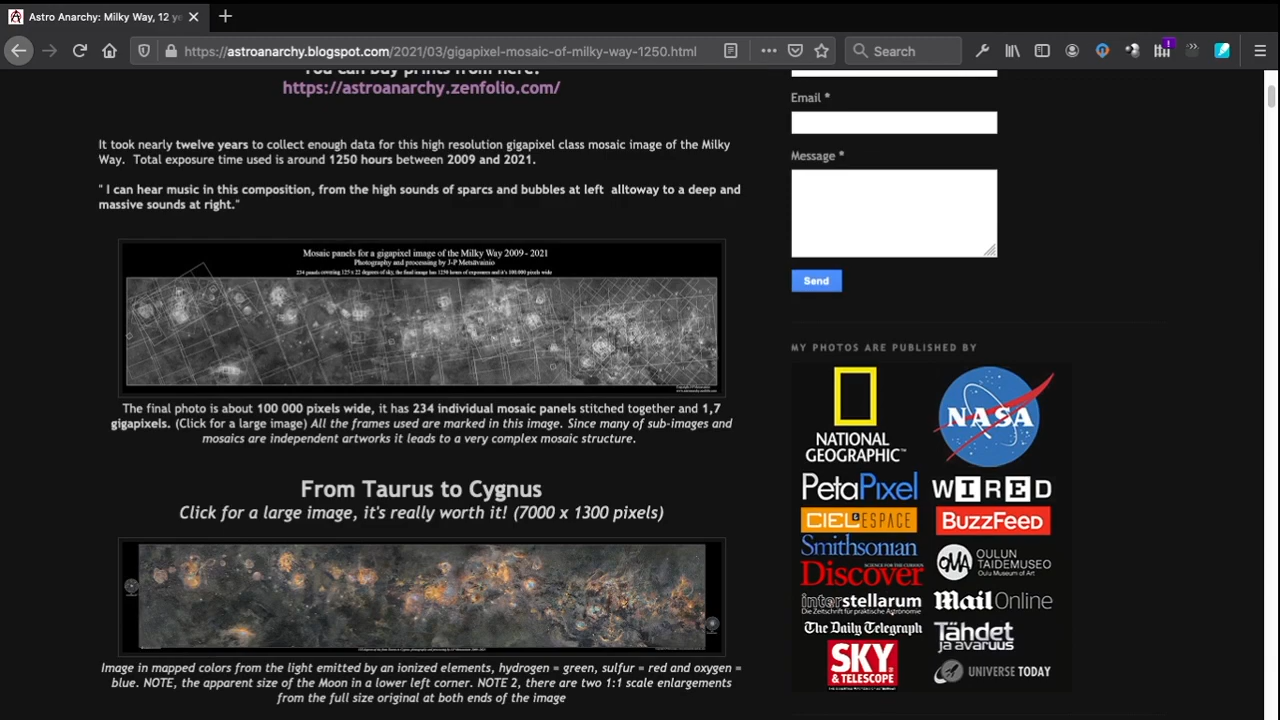 Astro Anarchy: Milky Way, 12 ye
https://astroanarchy.blogspot.com/2021/03/gigapixel-mosaic-of-milky-way-1250.html
Search
You can buy prints from here:
https://astroanarchy.zenfolio.com/
It took nearly twelve years to collect enough data for this high resolution gigapixel class mosaic image of the Milky
Way. Total exposure time used is around 1250 hours between 2009 and 2021.
" I can hear music in this composition, from the high sounds of sparcs and bubbles at left alltoway to a deep and
massive sounds at right."
Mosaic panels for a gigapixel image of the Milky Way 2009 - 2021
Photography and processing by J-P Metsävainio
234 panels covering 125 x 22 degrees of sky, the final image has 1250 hours of exposures and it's 100.000 pixels wide
The final photo is about 100 000 pixels wide, it has 234 individual mosaic panels stitched together and 1,7
gigapixels. (Click for a large image) All the frames used are marked in this image. Since many of sub-images and
mosaics are independent artworks it leads to a very complex mosaic structure.
From Taurus to Cygnus
Click for a large image, it's really worth it! (7000 x 1300 pixels)
Image in mapped colors from the light emitted by an ionized elements, hydrogen = green, sulfur = red and oxygen =
blue. NOTE, the apparent size of the Moon in a lower left corner. NOTE 2, there are two 1:1 scale enlargements
from the full size original at both ends of the image
Email *
Message *
Send
MY PHOTOS ARE PUBLISHED BY
NATIONAL
GEOGRAPHIC™
NASA
PetaPixel
WIRED
CIEL & ESPACE
BuzzFeed
Smithsonian
SCIENCE FOR THE CURIOUS
Discover
OMA OULUN
TAIDEMUSEO
Oulu Museum of Art
interstellarum
Die Zeitschrift für praktische Astronomie
Mail Online
The Daily Telegraph
Tähdet
ja avaruus
SKY
& TELESCOPE
UNIVERSE TODAY